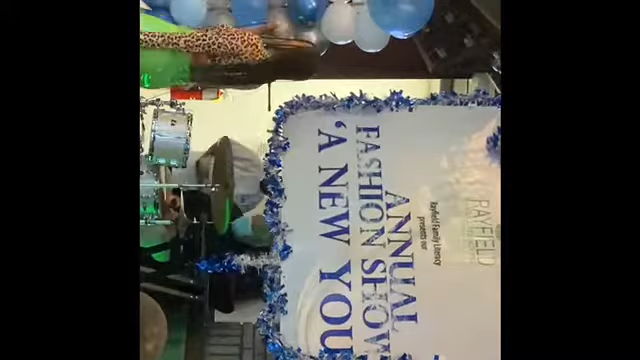 RAYFIELD
Rayfield Family Literacy
presents our
ANNUAL
FASHION SHOW
‘A NEW YOU